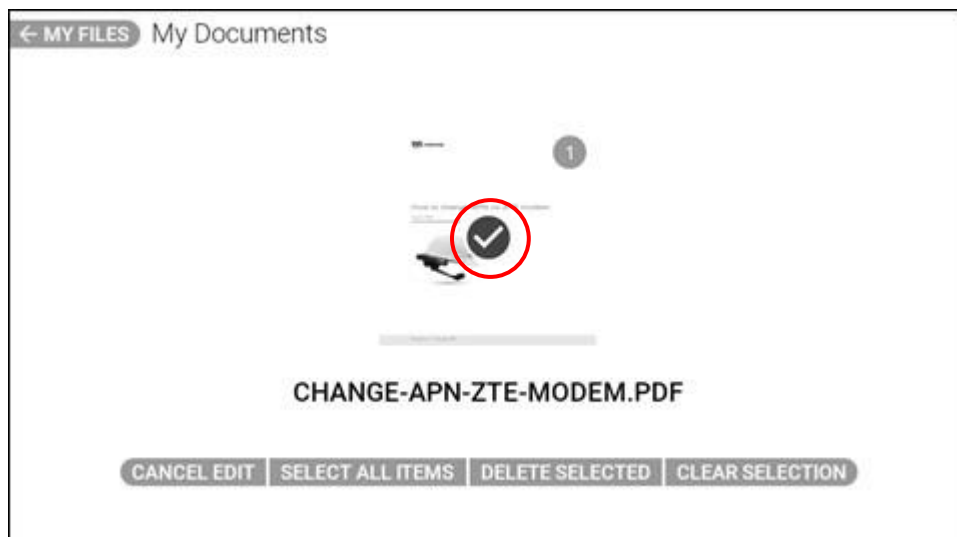 ← MY FILES My Documents
1
CHANGE-APN-ZTE-MODEM.PDF
CANCEL EDIT SELECT ALL ITEMS DELETE SELECTED CLEAR SELECTION